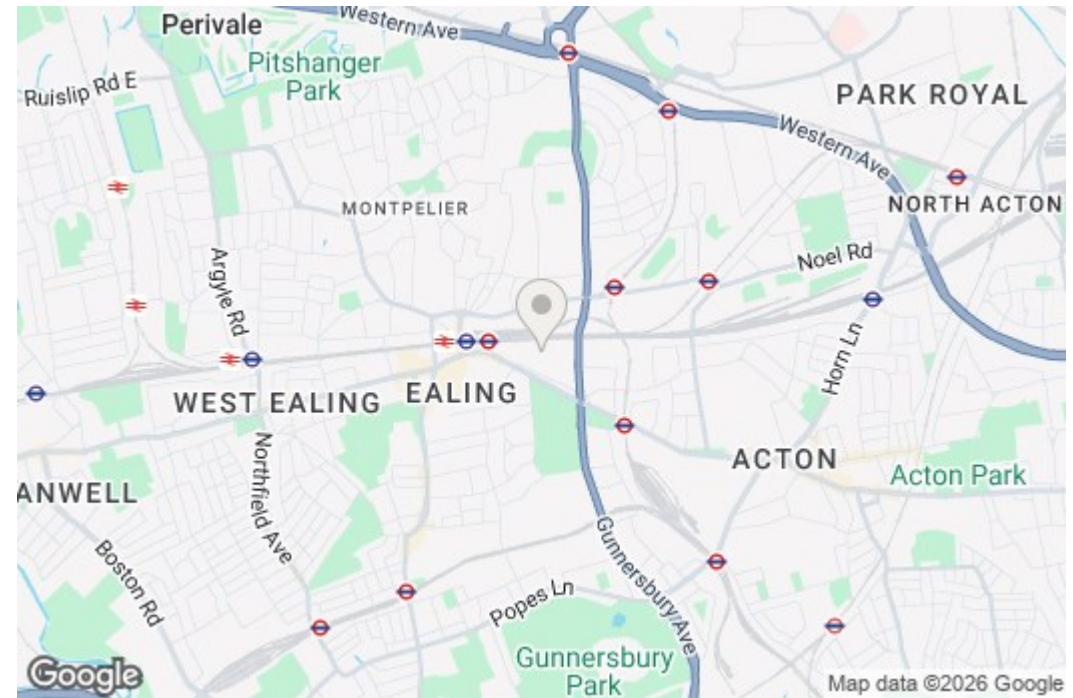 Perivale
Western Ave
Pitshanger
Park
Ruislip Rd E
PARK ROYAL
Western Ave
MONTPELIER
NORTH ACTON
Argyle Rd
Noel Rd
Horn Ln
WEST EALING
EALING
ACTON
Acton Park
ANWELL
Northfield Ave
Boston Rd
Gunnersbury Ave
Popes Ln
Gunnersbury
Park
Google
Map data ©2026 Google